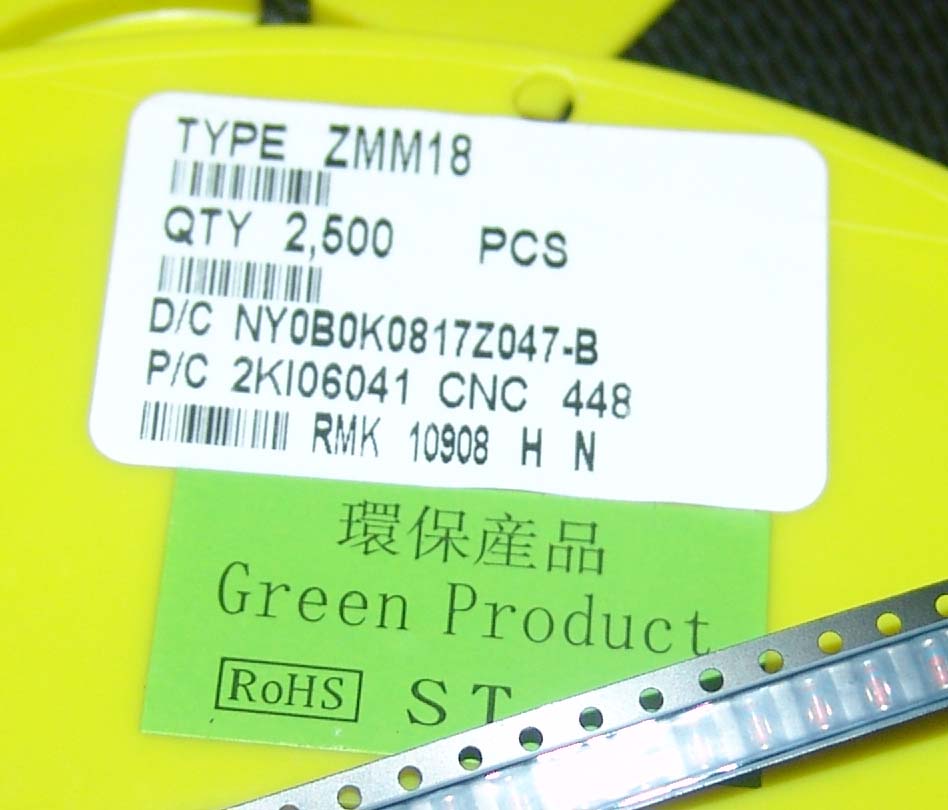 TYPE ZMM18
QTY 2,500 PCS
D/C NY0B0K0817Z047-B
P/C 2KI06041 CNC 448
RMK 10908 H N
環保産品
Green Product
RoHS ST